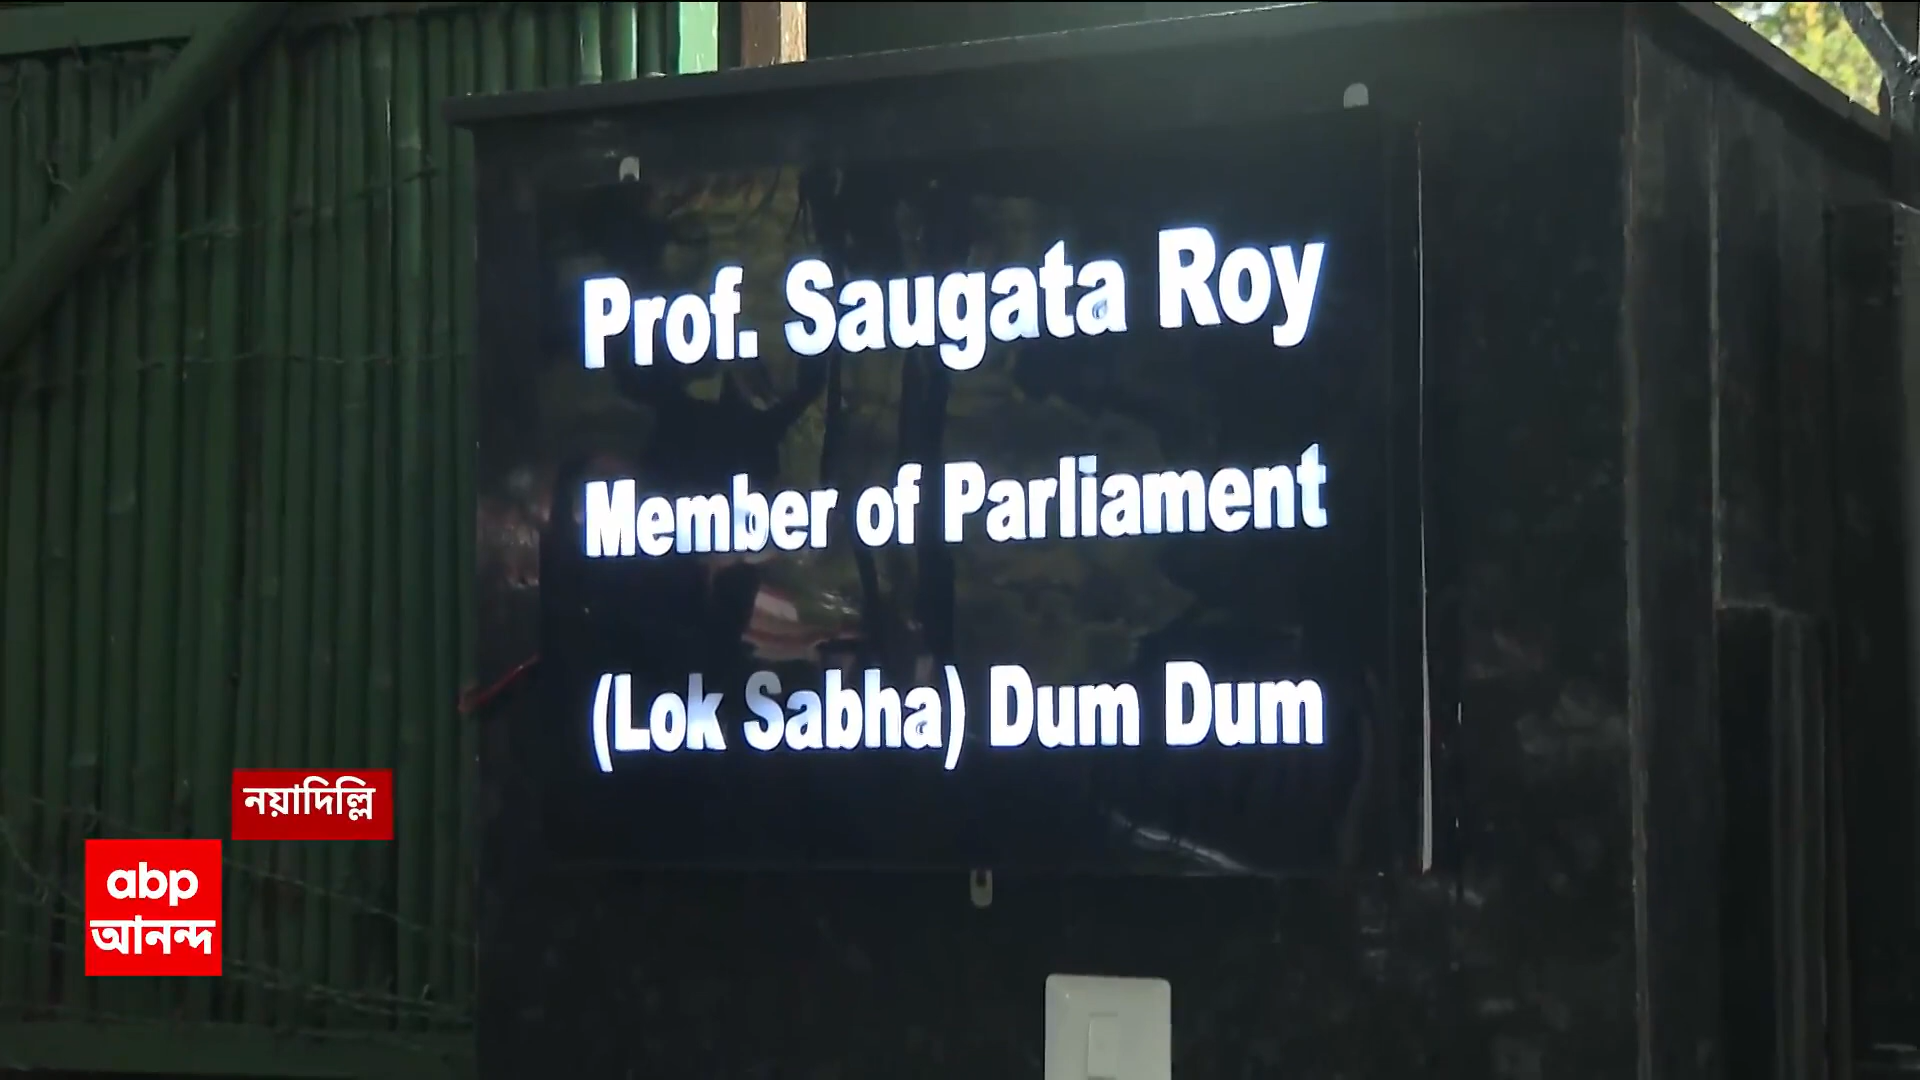 Prof. Saugata Roy
Member of Parliament
(Lok Sabha) Dum Dum
নয়াদিল্লি
abp
আনন্দ